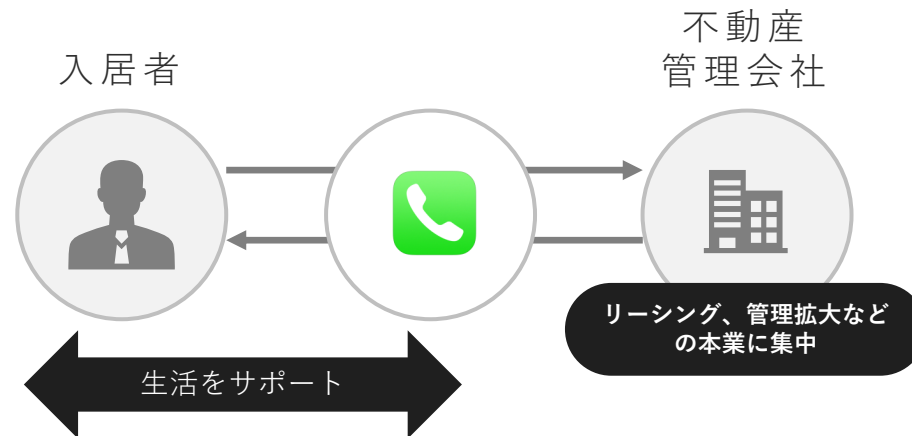 入居者
不動産
管理会社
リーシング、管理拡大など
の本業に集中
生活をサポート